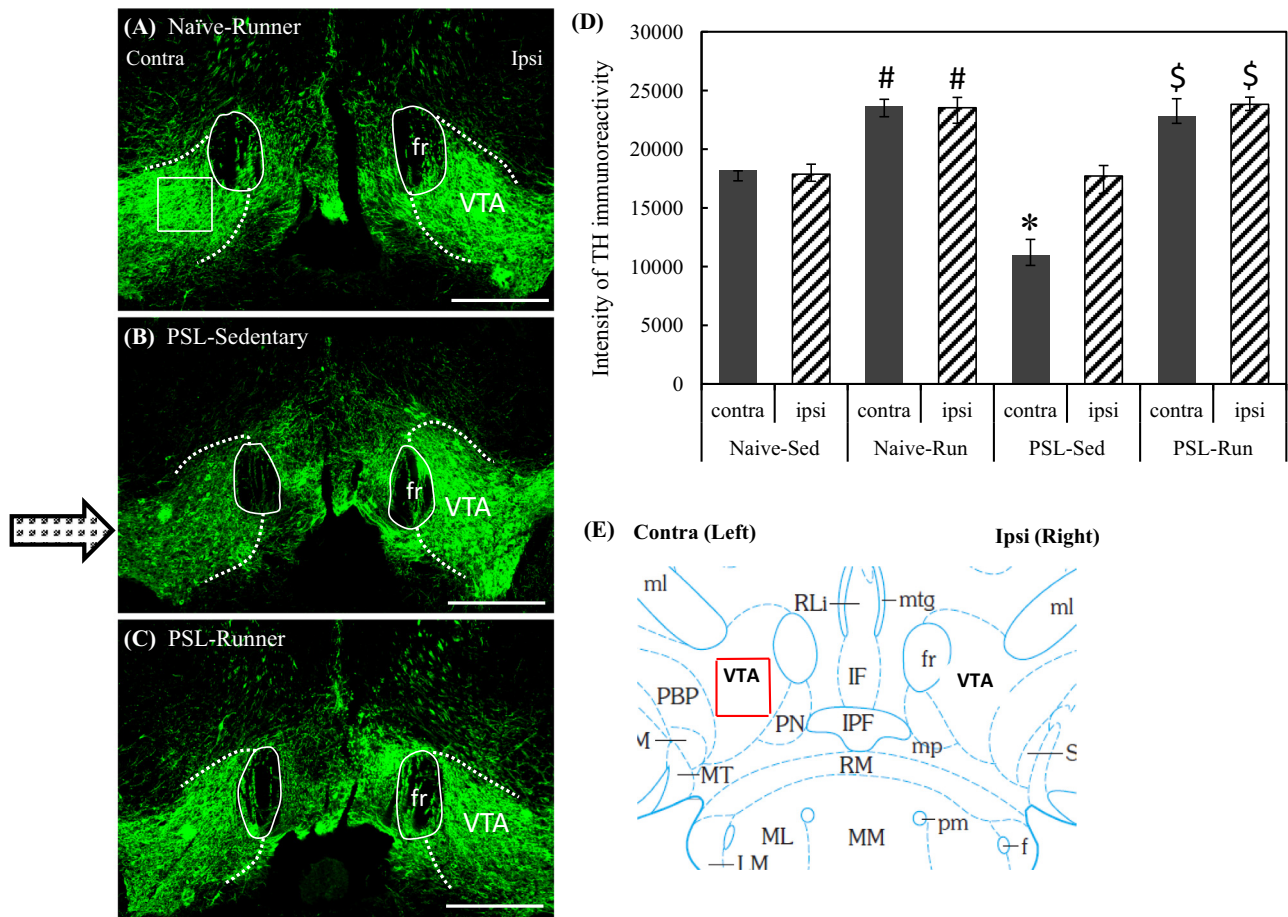 (A) Naïve-Runner
Contra Ipsi
fr
VTA
(B) PSL-Sedentary
fr
VTA
(C) PSL-Runner
fr
VTA
(D)
Intensity of TH immunoreactivity
30000
25000
20000
15000
10000
5000
0
# # * $ $
contra ipsi contra ipsi contra ipsi contra ipsi
Naive-Sed Naive-Run PSL-Sed PSL-Run
(E) Contra (Left) Ipsi (Right)
ml RLi mtg ml
fr
VTA IF VTA
PBP
PN IPF
M mp S
MT RM
ML MM pm f
LM